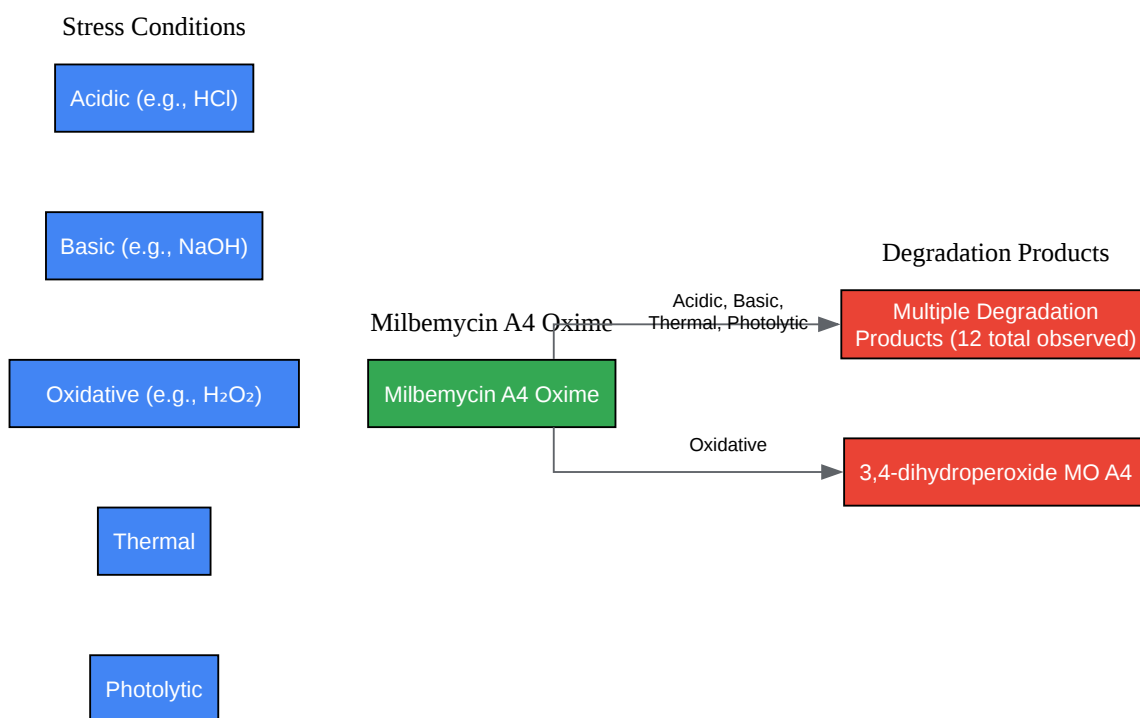 Stress Conditions
Acidic (e.g., HCl)
Basic (e.g., NaOH)
Oxidative (e.g., H₂O₂)
Thermal
Photolytic
Milbemycin A4 Oxime
Milbemycin A4 Oxime
Acidic, Basic,
Thermal, Photolytic
Oxidative
Degradation Products
Multiple Degradation
Products (12 total observed)
3,4-dihydroperoxide MO A4